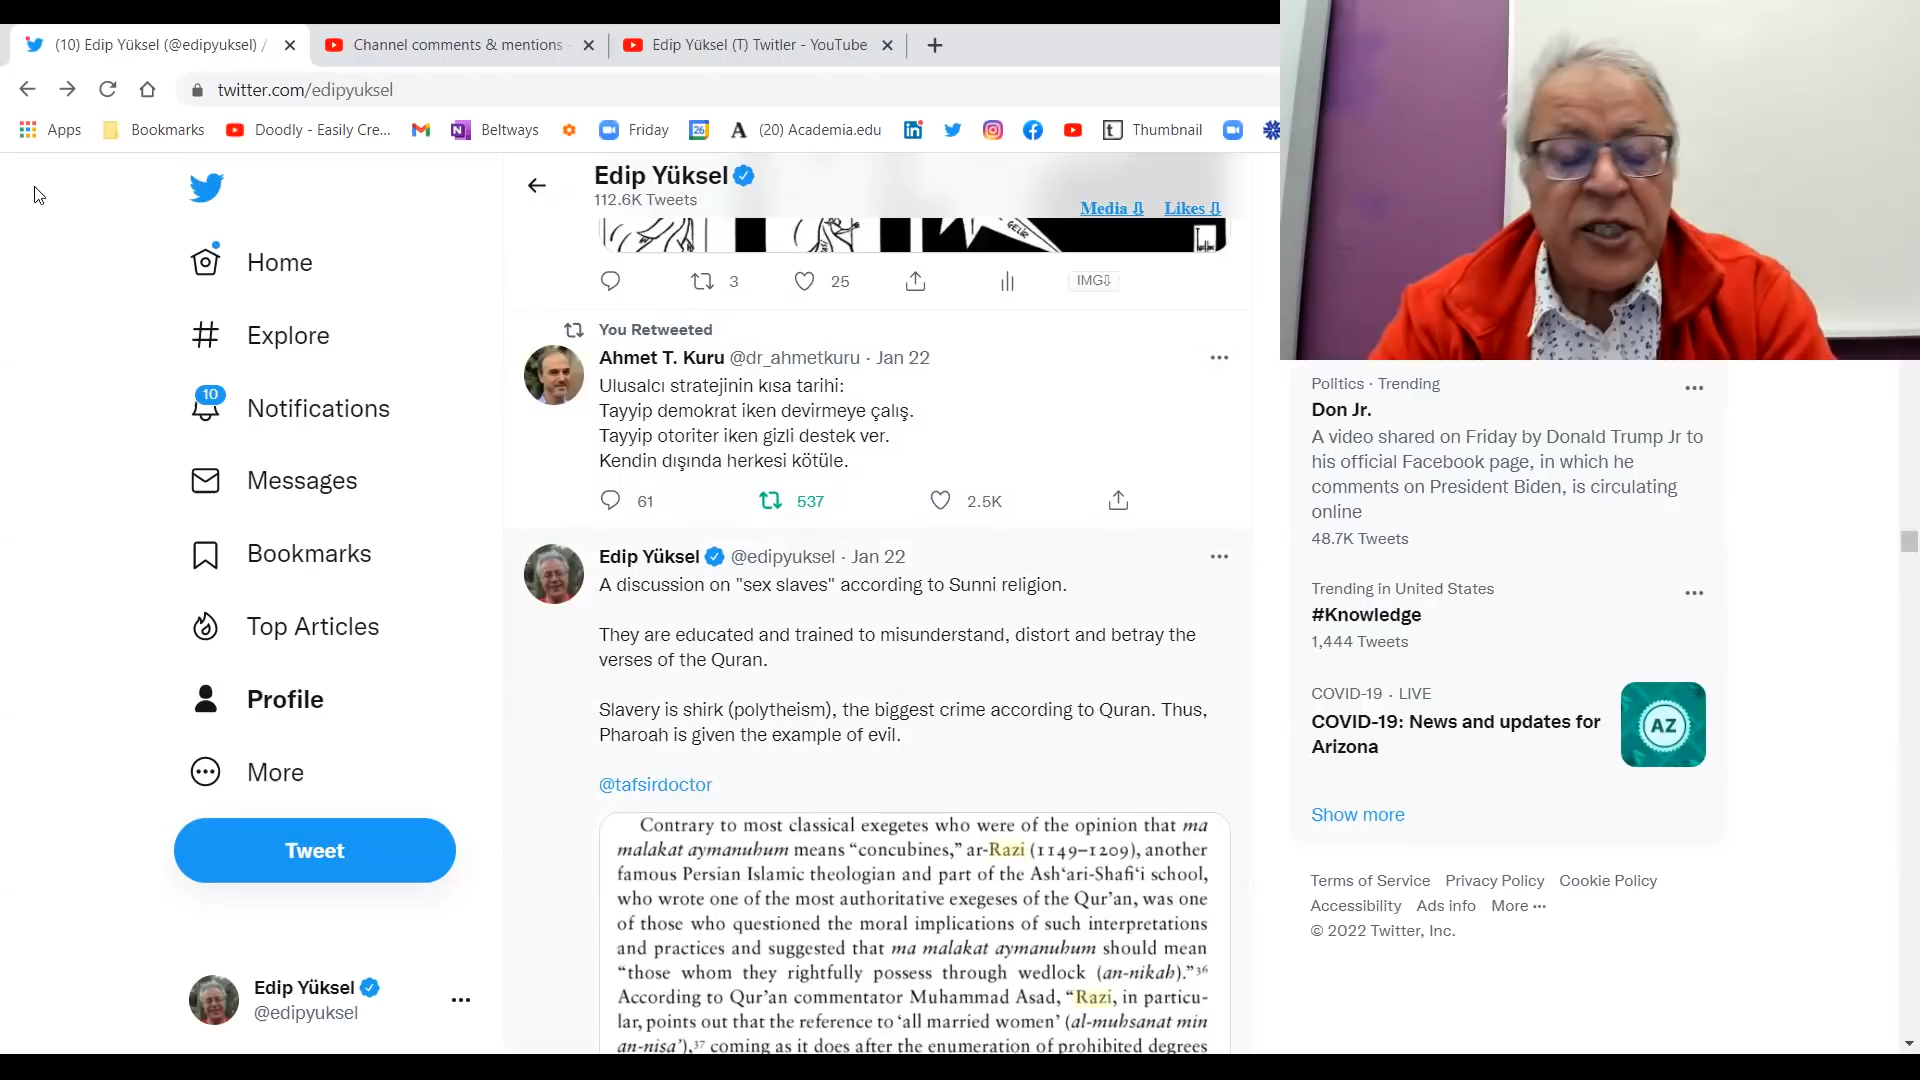 (10) Edip Yüksel (@edipyuksel) /
Channel comments & mentions
Edip Yüksel (T) Twitler - YouTube
twitter.com/edipyuksel
Apps
Bookmarks
Doodly - Easily Cre...
Beltways
Friday
26
(20) Academia.edu
Thumbnail
Edip Yüksel
112.6K Tweets
Media ⇩ Likes ⇩
GELİR
3
25
IMG⇩
Home
Explore
10
Notifications
Messages
Bookmarks
Top Articles
Profile
More
Tweet
Edip Yüksel
@edipyuksel
You Retweeted
Ahmet T. Kuru @dr_ahmetkuru · Jan 22
Ulusalcı stratejinin kısa tarihi:
Tayyip demokrat iken devirmeye çalış.
Tayyip otoriter iken gizli destek ver.
Kendin dışında herkesi kötüle.
61
537
2.5K
Edip Yüksel @edipyuksel · Jan 22
A discussion on "sex slaves" according to Sunni religion.
They are educated and trained to misunderstand, distort and betray the
verses of the Quran.
Slavery is shirk (polytheism), the biggest crime according to Quran. Thus,
Pharoah is given the example of evil.
@tafsirdoctor
Contrary to most classical exegetes who were of the opinion that ma
malakat aymanuhum means “concubines,” ar-Razi (1149–1209), another
famous Persian Islamic theologian and part of the Ash‘ari-Shafi‘i school,
who wrote one of the most authoritative exegeses of the Qur’an, was one
of those who questioned the moral implications of such interpretations
and practices and suggested that ma malakat aymanuhum should mean
“those whom they rightfully possess through wedlock (an-nikah).”36
According to Qur’an commentator Muhammad Asad, “Razi, in particu-
lar, points out that the reference to ‘all married women’ (al-muhsanat min
an-nisa’),37 coming as it does after the enumeration of prohibited degrees
Politics · Trending
Don Jr.
A video shared on Friday by Donald Trump Jr to
his official Facebook page, in which he
comments on President Biden, is circulating
online
48.7K Tweets
Trending in United States
#Knowledge
1,444 Tweets
COVID-19 · LIVE
COVID-19: News and updates for
Arizona
AZ
Show more
Terms of Service Privacy Policy Cookie Policy
Accessibility Ads info More ···
© 2022 Twitter, Inc.